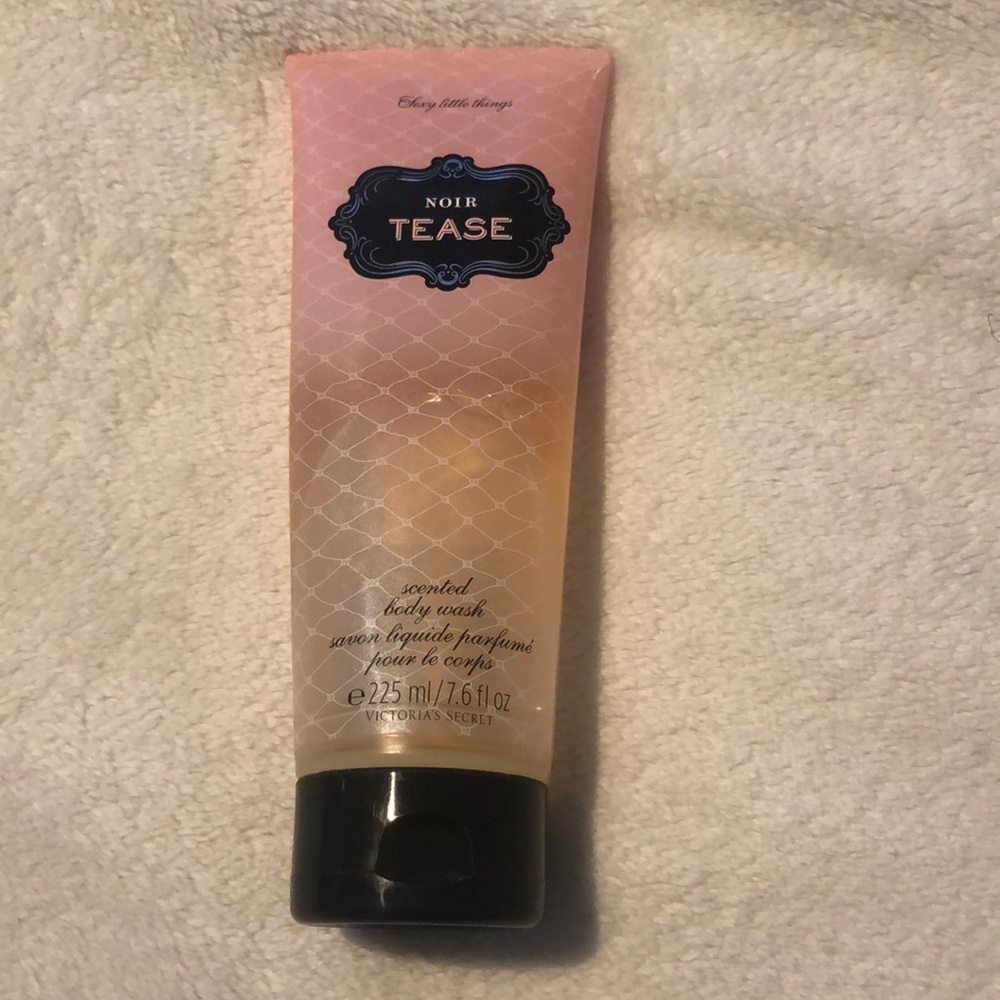 Sexy little things
NOIR
TEASE
scented
body wash
savon liquide parfumé
pour le corps
e 225 ml/7.6 fl oz
VICTORIA'S SECRET